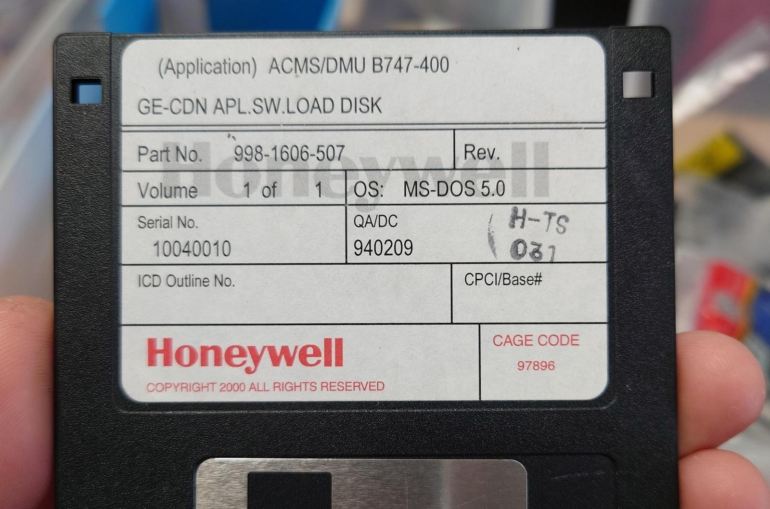 (Application) ACMS/DMU B747-400
GE-CDN APL.SW.LOAD DISK
Honeywell
Part No. 998-1606-507 Rev.
Volume 1 of 1 OS: MS-DOS 5.0
Serial No. QA/DC
10040010 940209
H-TS
031
ICD Outline No. CPCI/Base#
Honeywell CAGE CODE
97896
COPYRIGHT 2000 ALL RIGHTS RESERVED